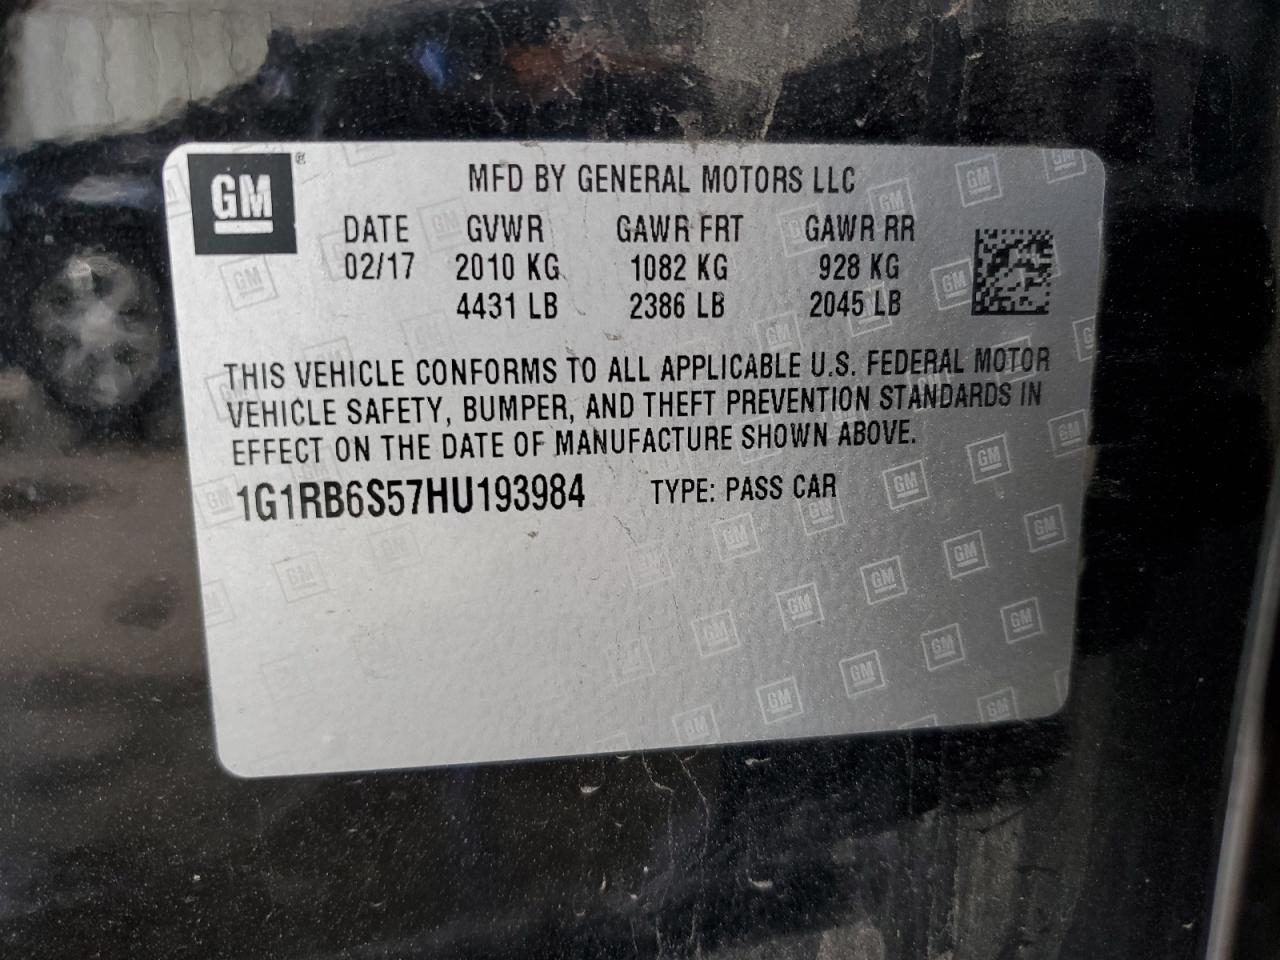 GM®
MFD BY GENERAL MOTORS LLC
DATE GVWR GAWR FRT GAWR RR
02/17 2010 KG 1082 KG 928 KG
4431 LB 2386 LB 2045 LB
THIS VEHICLE CONFORMS TO ALL APPLICABLE U.S. FEDERAL MOTOR
VEHICLE SAFETY, BUMPER, AND THEFT PREVENTION STANDARDS IN
EFFECT ON THE DATE OF MANUFACTURE SHOWN ABOVE.
1G1RB6S57HU193984 TYPE: PASS CAR